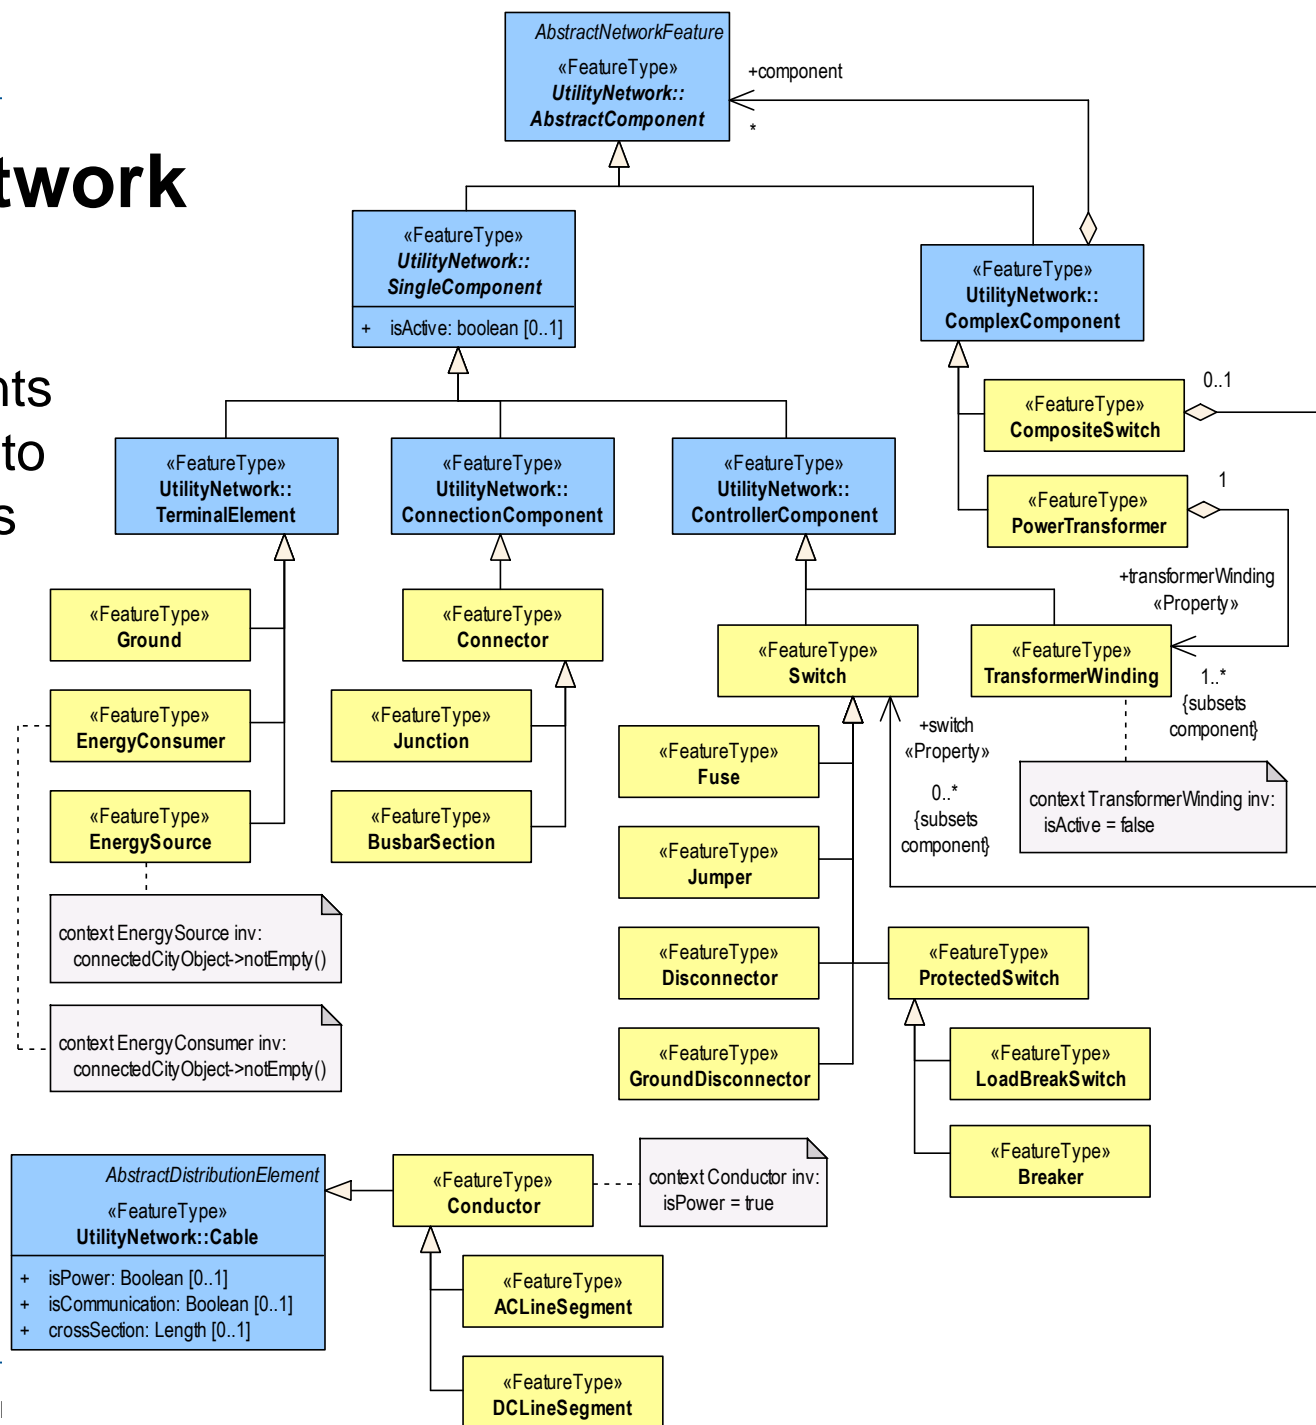 AbstractNetworkFeature
«FeatureType»
UtilityNetwork::
AbstractComponent
+component
*
twork
«FeatureType»
UtilityNetwork::
SingleComponent
+ isActive: boolean [0..1]
«FeatureType»
UtilityNetwork::
ComplexComponent
nts
to
s
0..1
«FeatureType»
CompositeSwitch
«FeatureType»
UtilityNetwork::
TerminalElement
«FeatureType»
UtilityNetwork::
ConnectionComponent
«FeatureType»
UtilityNetwork::
ControllerComponent
1
«FeatureType»
PowerTransformer
+transformerWinding
«Property»
«FeatureType»
Ground
«FeatureType»
Connector
«FeatureType»
Switch
«FeatureType»
TransformerWinding
1..*
{subsets
component}
«FeatureType»
EnergyConsumer
«FeatureType»
Junction
+switch
«Property»
0..*
{subsets
component}
«FeatureType»
Fuse
context TransformerWinding inv:
isActive = false
«FeatureType»
EnergySource
«FeatureType»
BusbarSection
«FeatureType»
Jumper
context EnergySource inv:
connectedCityObject->notEmpty()
«FeatureType»
Disconnector
«FeatureType»
ProtectedSwitch
context EnergyConsumer inv:
connectedCityObject->notEmpty()
«FeatureType»
GroundDisconnector
«FeatureType»
LoadBreakSwitch
«FeatureType»
Breaker
AbstractDistributionElement
«FeatureType»
UtilityNetwork::Cable
+ isPower: Boolean [0..1]
+ isCommunication: Boolean [0..1]
+ crossSection: Length [0..1]
«FeatureType»
Conductor
context Conductor inv:
isPower = true
«FeatureType»
ACLineSegment
«FeatureType»
DCLineSegment